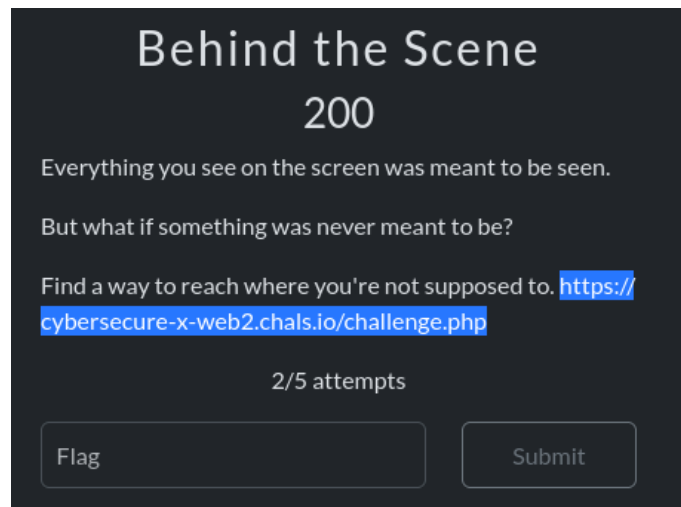 Behind the Scene
200
Everything you see on the screen was meant to be seen.
But what if something was never meant to be?
Find a way to reach where you're not supposed to. https://
cybersecure-x-web2.chals.io/challenge.php
2/5 attempts
Flag
Submit